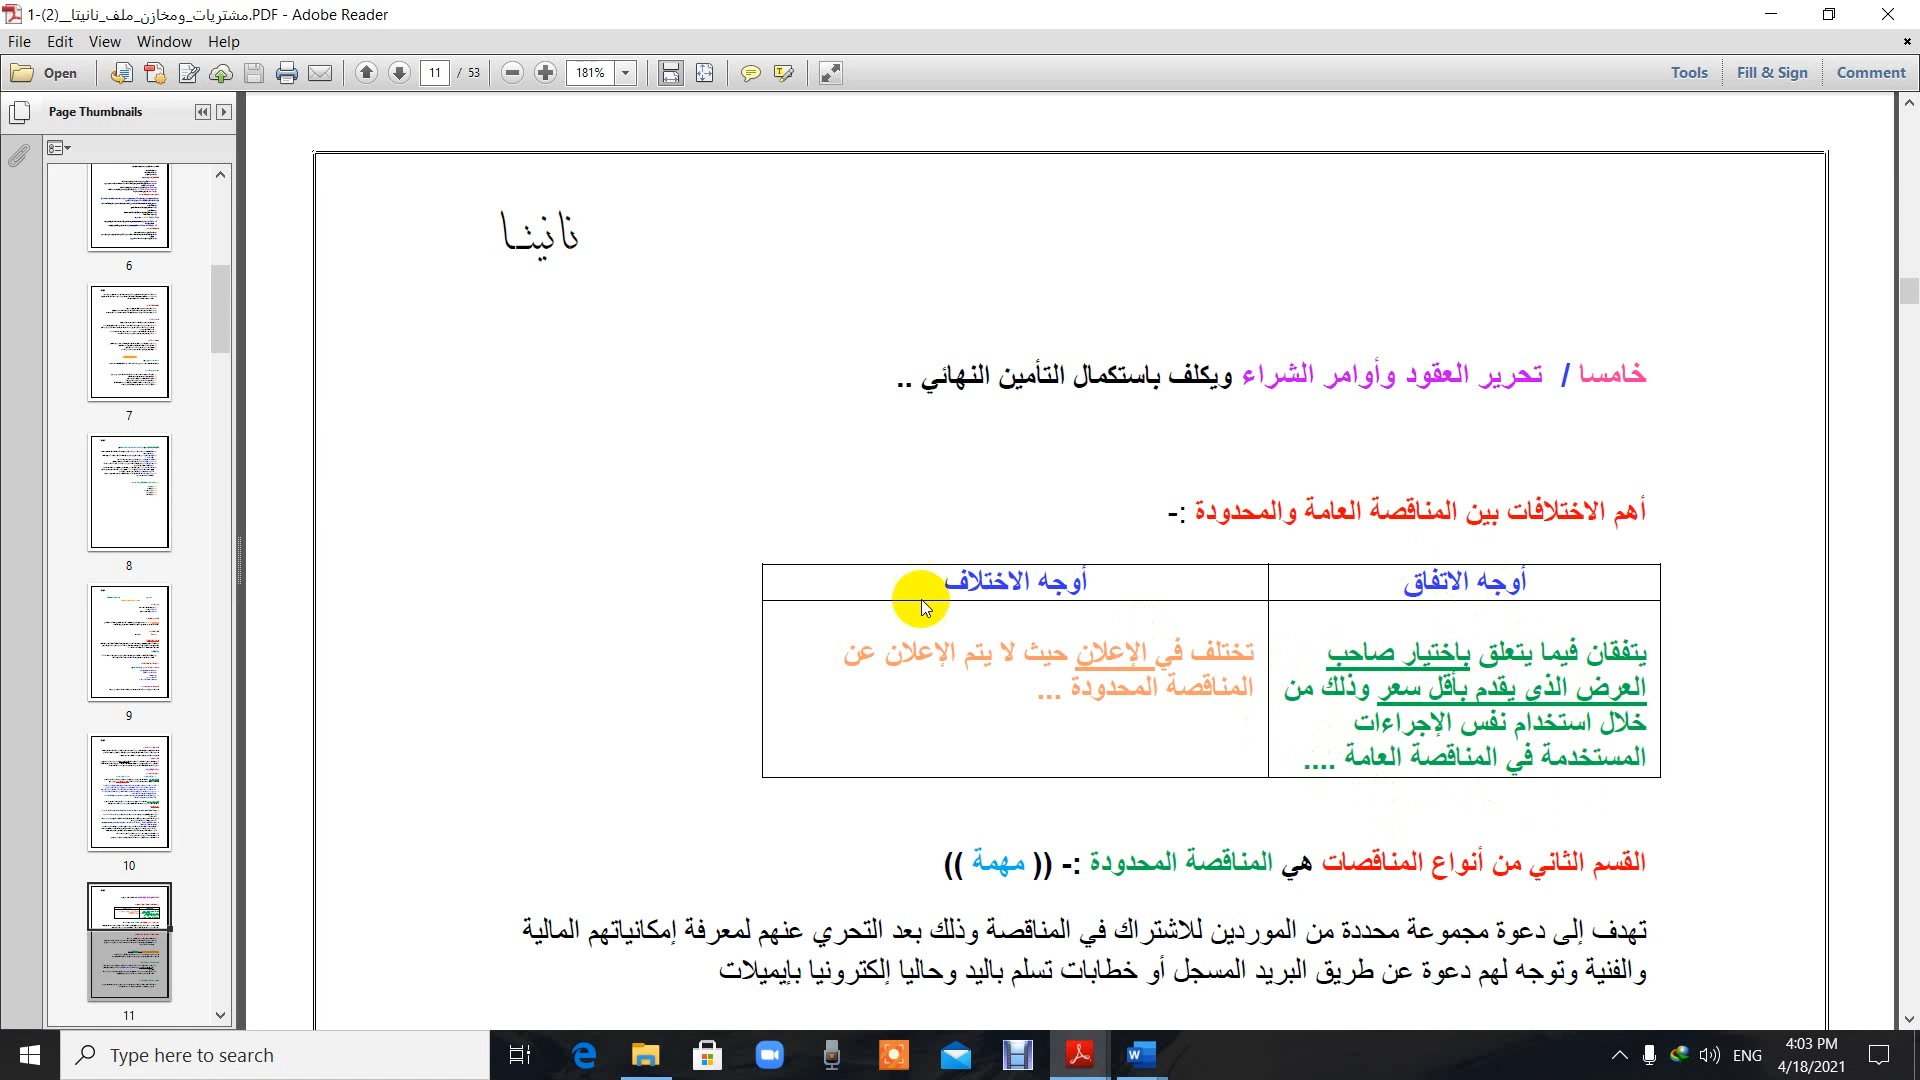 1-(2)__مشتريات_ومخازن_ملف_نانيتا.PDF - Adobe Reader
File Edit View Window Help
Open 11 / 53 181% Tools Fill & Sign Comment
Page Thumbnails
6
7
8
9
10
11
نانيتا
خامسا / تحرير العقود وأوامر الشراء ويكلف باستكمال التأمين النهائي ..
أهم الاختلافات بين المناقصة العامة والمحدودة :-
أوجه الاتفاق
أوجه الاختلاف
يتفقان فيما يتعلق باختيار صاحب
العرض الذي يقدم بأقل سعر وذلك من
خلال استخدام نفس الإجراءات
المستخدمة في المناقصة العامة ....
تختلف في الإعلان حيث لا يتم الإعلان عن
المناقصة المحدودة ...
القسم الثاني من أنواع المناقصات هي المناقصة المحدودة :- (( مهمة ))
تهدف إلى دعوة مجموعة محددة من الموردين للاشتراك في المناقصة وذلك بعد التحري عنهم لمعرفة إمكانياتهم المالية
والفنية وتوجه لهم دعوة عن طريق البريد المسجل أو خطابات تسلم باليد وحاليا إلكترونيا بإيميلات
Type here to search
ENG
4:03 PM
4/18/2021